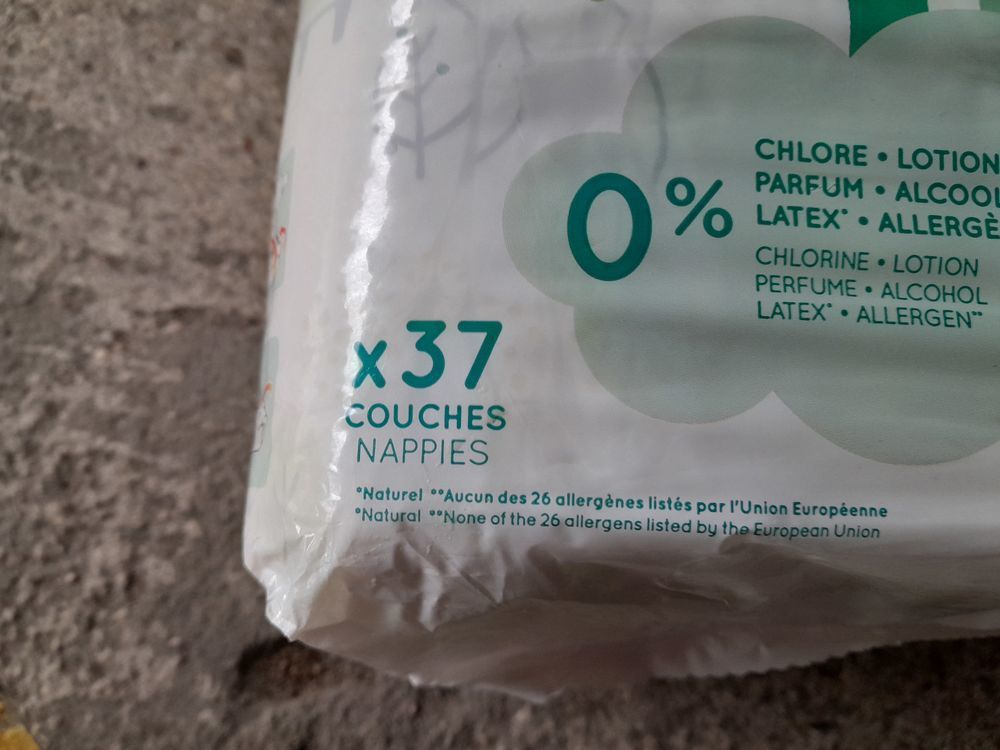 0%
CHLORE • LOTION
PARFUM • ALCOOL
LATEX* • ALLERGÈ
CHLORINE • LOTION
PERFUME • ALCOHOL
LATEX* • ALLERGEN**
x37
COUCHES
NAPPIES
*Naturel **Aucun des 26 allergènes listés par l'Union Européenne
*Natural **None of the 26 allergens listed by the European Union